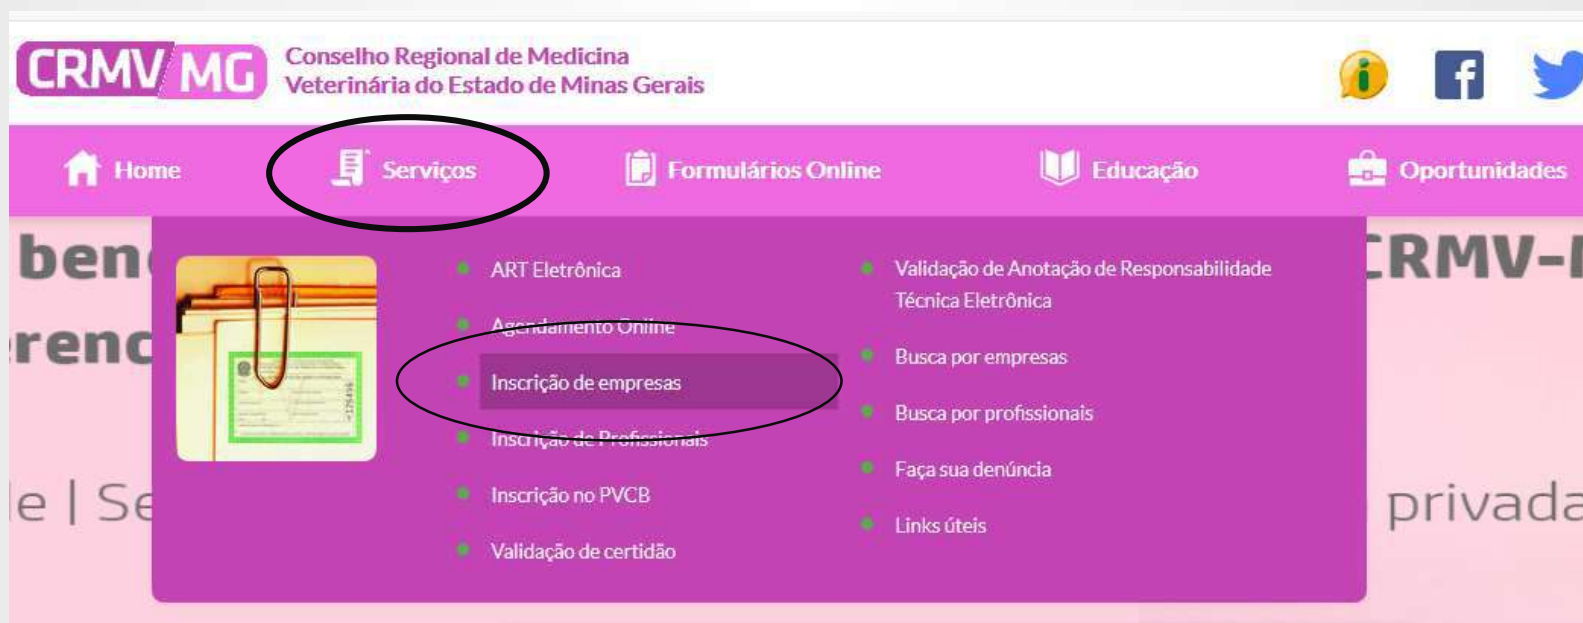 CRMV MG
Conselho Regional de Medicina
Veterinária do Estado de Minas Gerais
Home
Serviços
Formulários Online
Educação
Oportunidades
ART Eletrônica
Agendamento Online
Inscrição de empresas
Inscrição de Profissionais
Inscrição no PVCB
Validação de certidão
Validação de Anotação de Responsabilidade
Técnica Eletrônica
Busca por empresas
Busca por profissionais
Faça sua denúncia
Links úteis
ben
CRMV-
renc
e | Se
privada